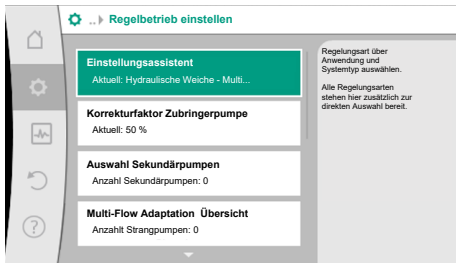 ..▸ Regelbetrieb einstellen
Einstellungsassistent
Aktuell: Hydraulische Weiche - Multi...
Korrekturfaktor Zubringerpumpe
Aktuell: 50 %
Auswahl Sekundärpumpen
Anzahl Sekundärpumpen: 0
Multi-Flow Adaptation Übersicht
Anzahlt Strangpumpen: 0
Regelungsart über
Anwendung und
Systemtyp auswählen.
Alle Regelungsarten
stehen hier zusätzlich zur
direkten Auswahl bereit.
?